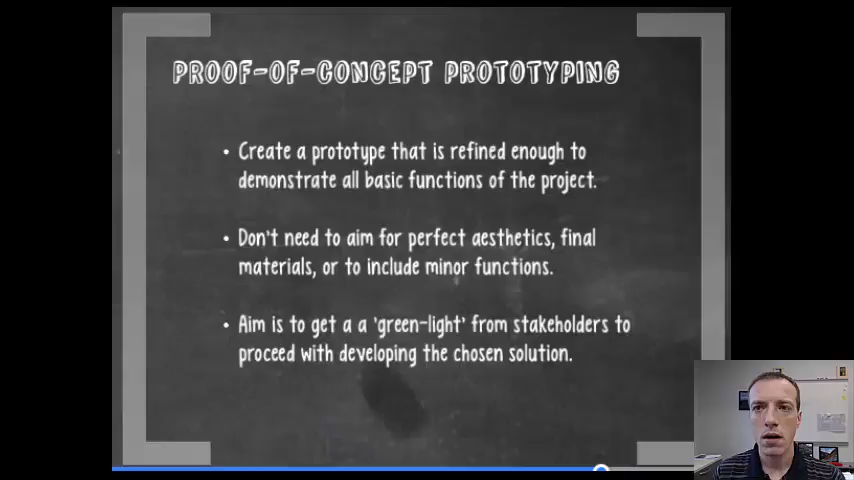 PROOF-OF-CONCEPT PROTOTYPING
• Create a prototype that is refined enough to
demonstrate all basic functions of the project.
• Don't need to aim for perfect aesthetics, final
materials, or to include minor functions.
• Aim is to get a a 'green-light' from stakeholders to
proceed with developing the chosen solution.